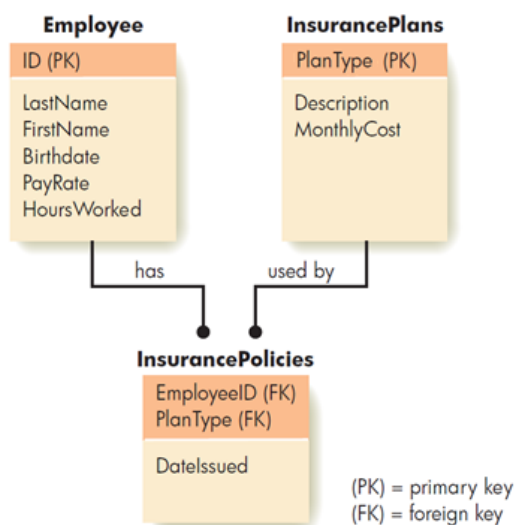 Employee
ID (PK)
LastName
FirstName
Birthdate
PayRate
HoursWorked
InsurancePlans
PlanType (PK)
Description
MonthlyCost
has
used by
InsurancePolicies
EmployeeID (FK)
PlanType (FK)
DateIssued
(PK) = primary key
(FK) = foreign key